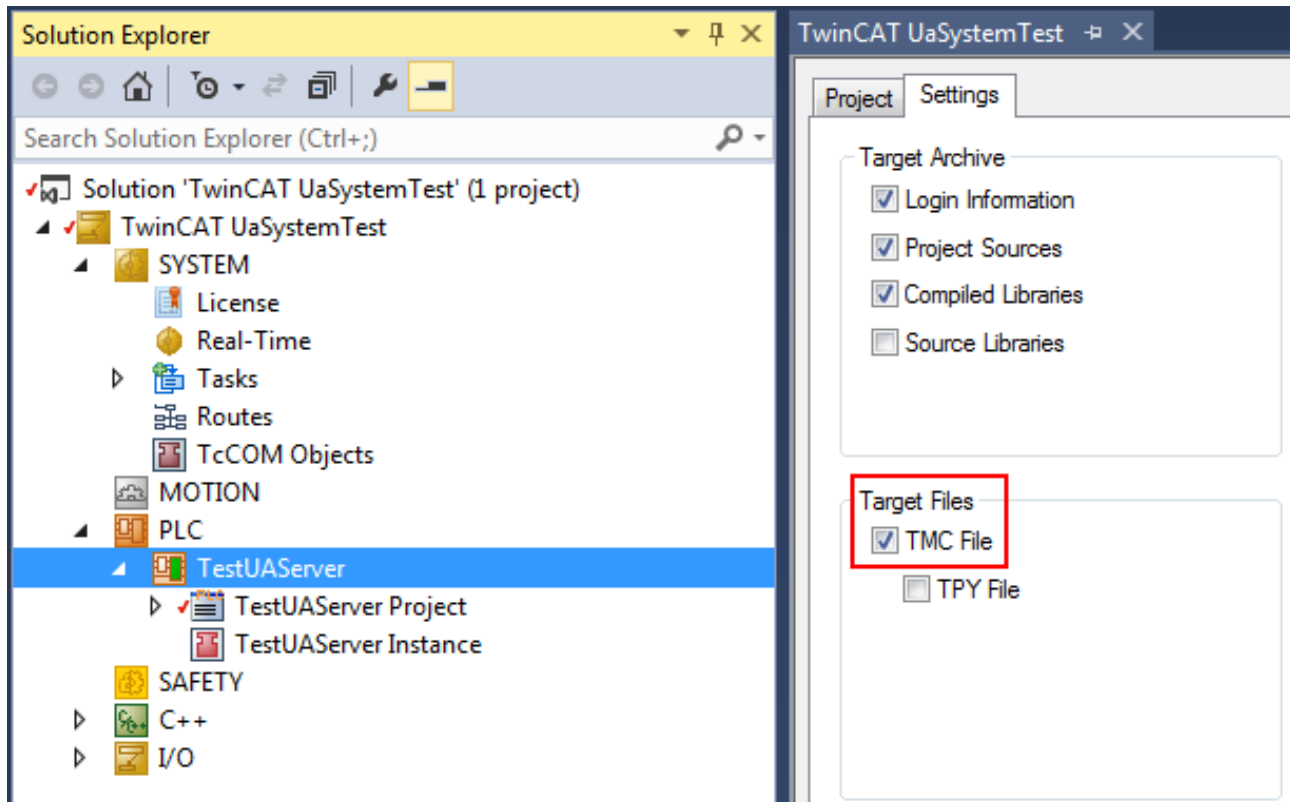 Solution Explorer
Search Solution Explorer (Ctrl+;)
Solution 'TwinCAT UaSystemTest' (1 project)
TwinCAT UaSystemTest
SYSTEM
License
Real-Time
Tasks
Routes
TcCOM Objects
MOTION
PLC
TestUAServer
TestUAServer Project
TestUAServer Instance
SAFETY
C++
I/O
TwinCAT UaSystemTest
Project Settings
Target Archive
Login Information
Project Sources
Compiled Libraries
Source Libraries
Target Files
TMC File
TPY File